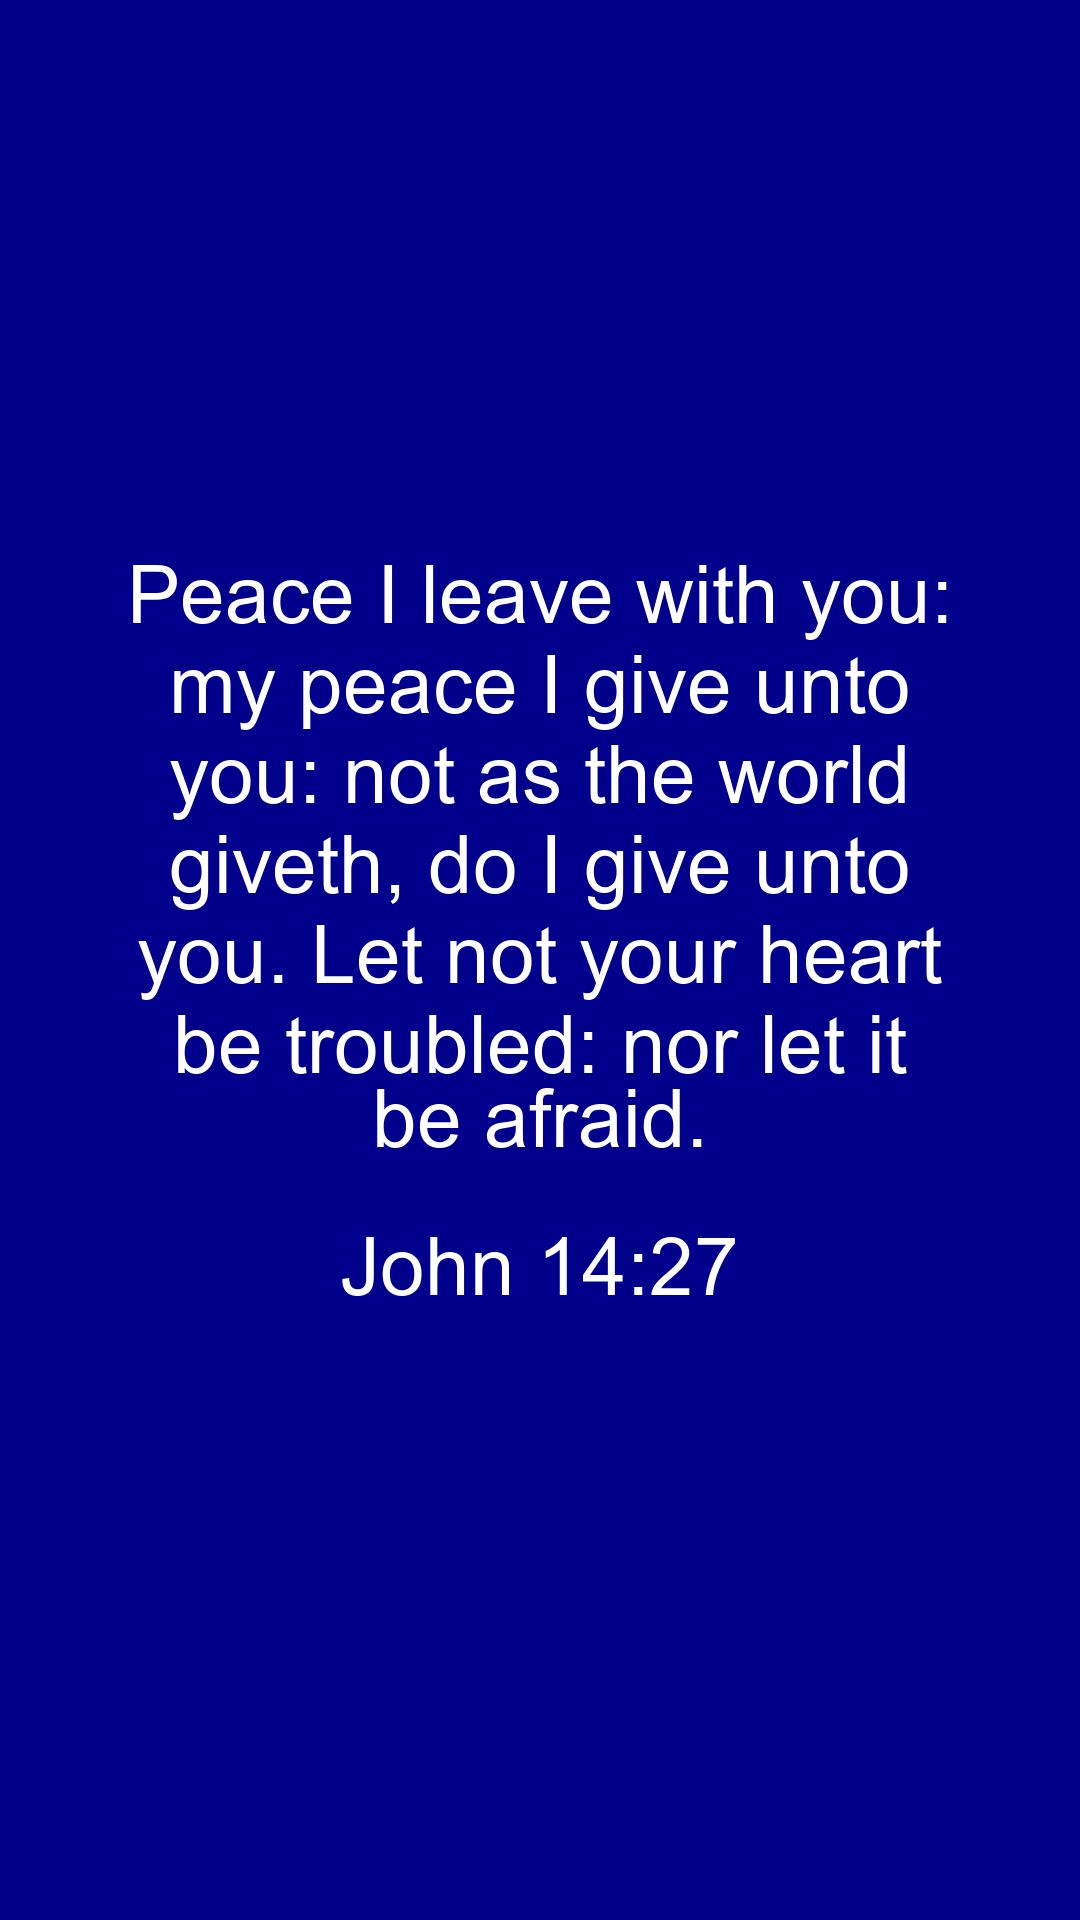 Peace I leave with you:
my peace I give unto
you: not as the world
giveth, do I give unto
you. Let not your heart
be troubled: nor let it
be afraid.
John 14:27